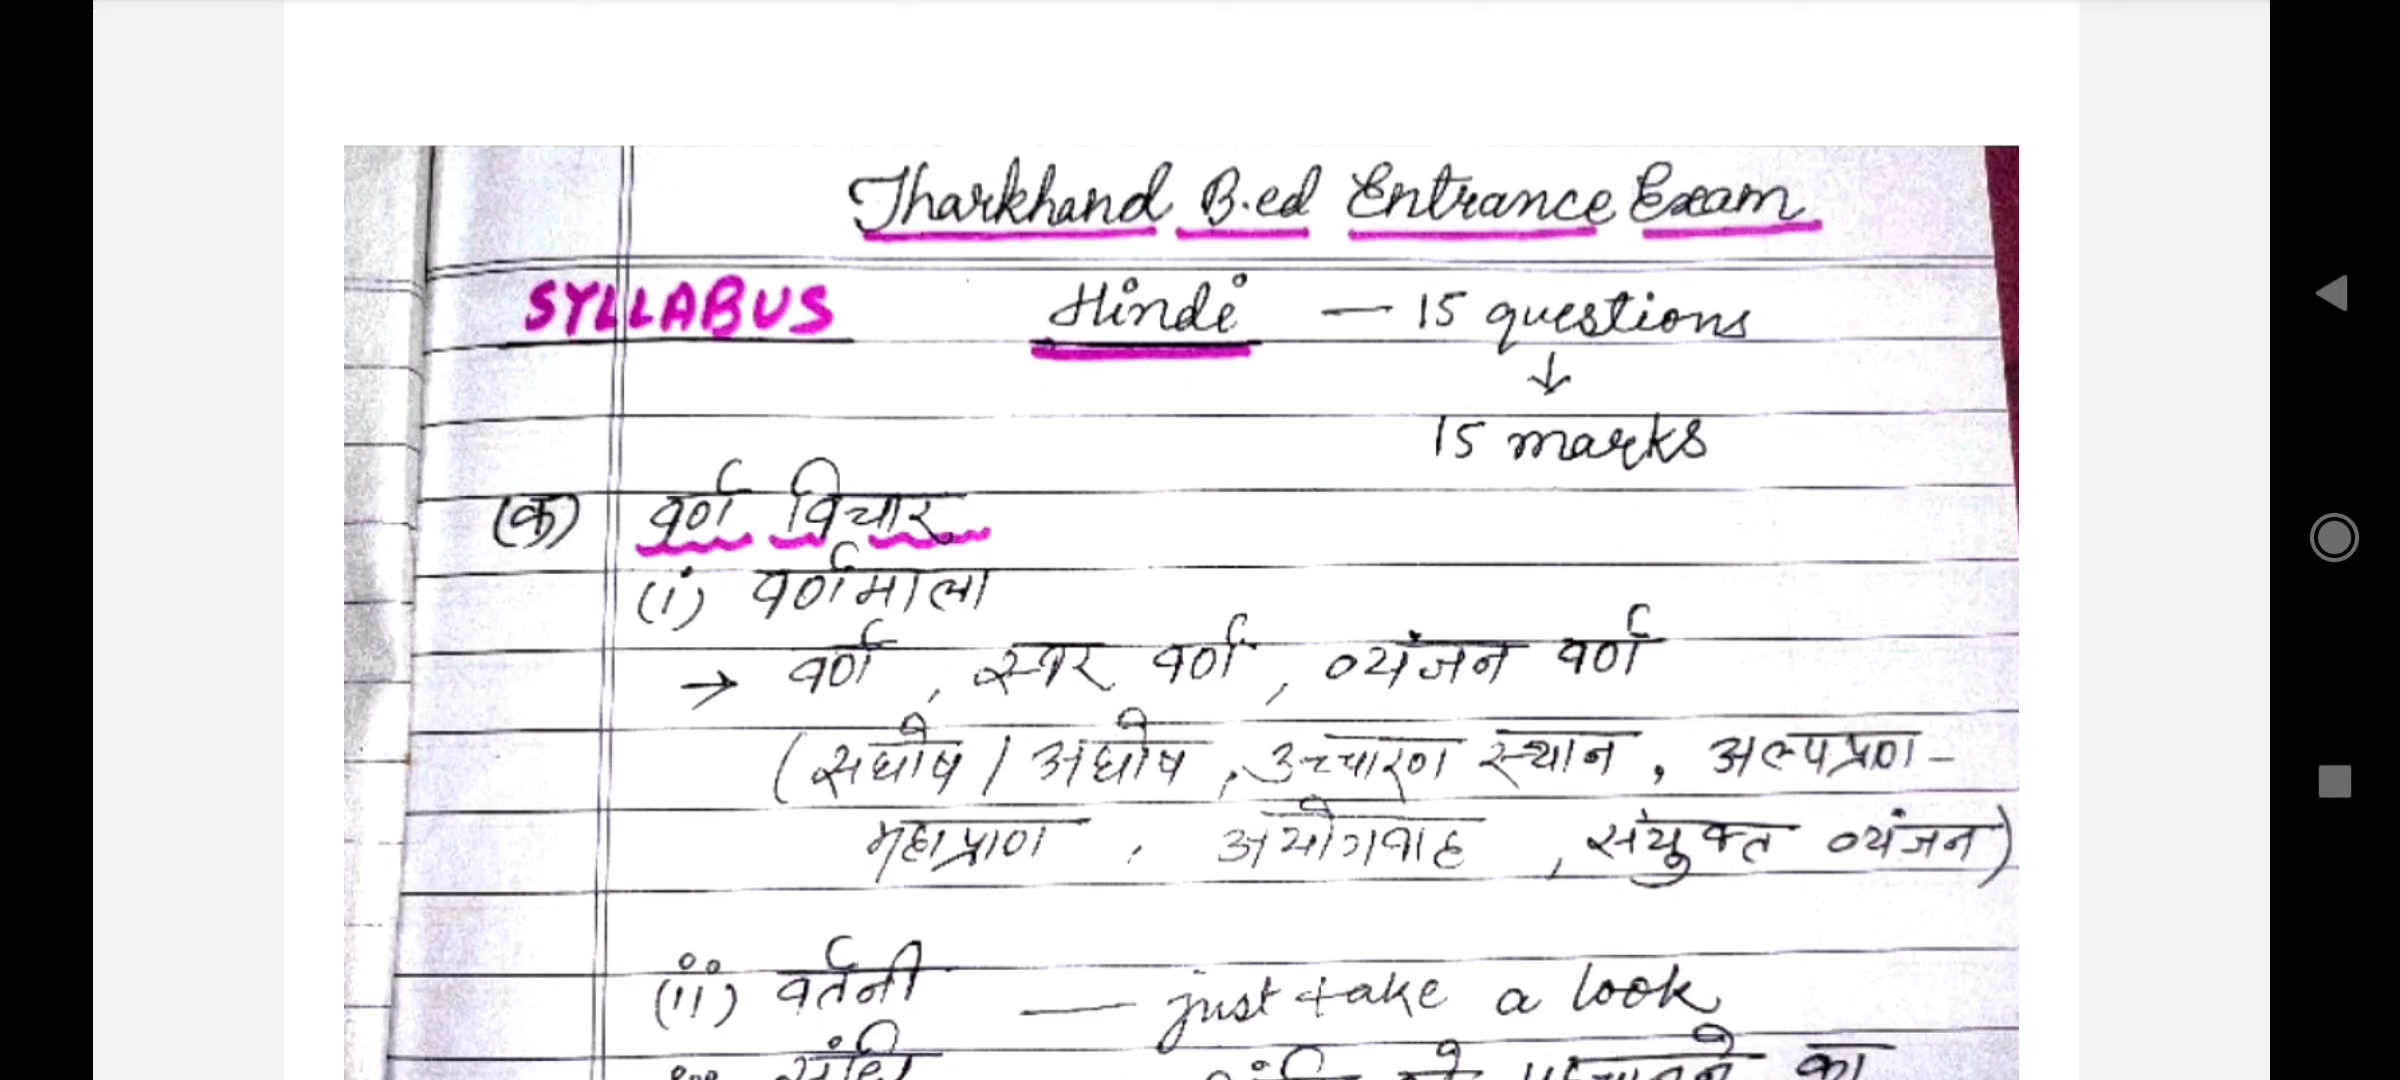 Jharkhand B.ed Entrance Exam
SYLLABUS Hindi — 15 questions
↓
15 marks
(क) वर्ण विचार
(i) वर्णमाला
→ वर्ण, स्वर वर्ण, व्यंजन वर्ण
(सघोष / अघोष, उच्चारण स्थान, अल्पप्राण-
महाप्राण, अयोगवाह, संयुक्त व्यंजन)
(ii) वर्तनी — just take a look
संधि